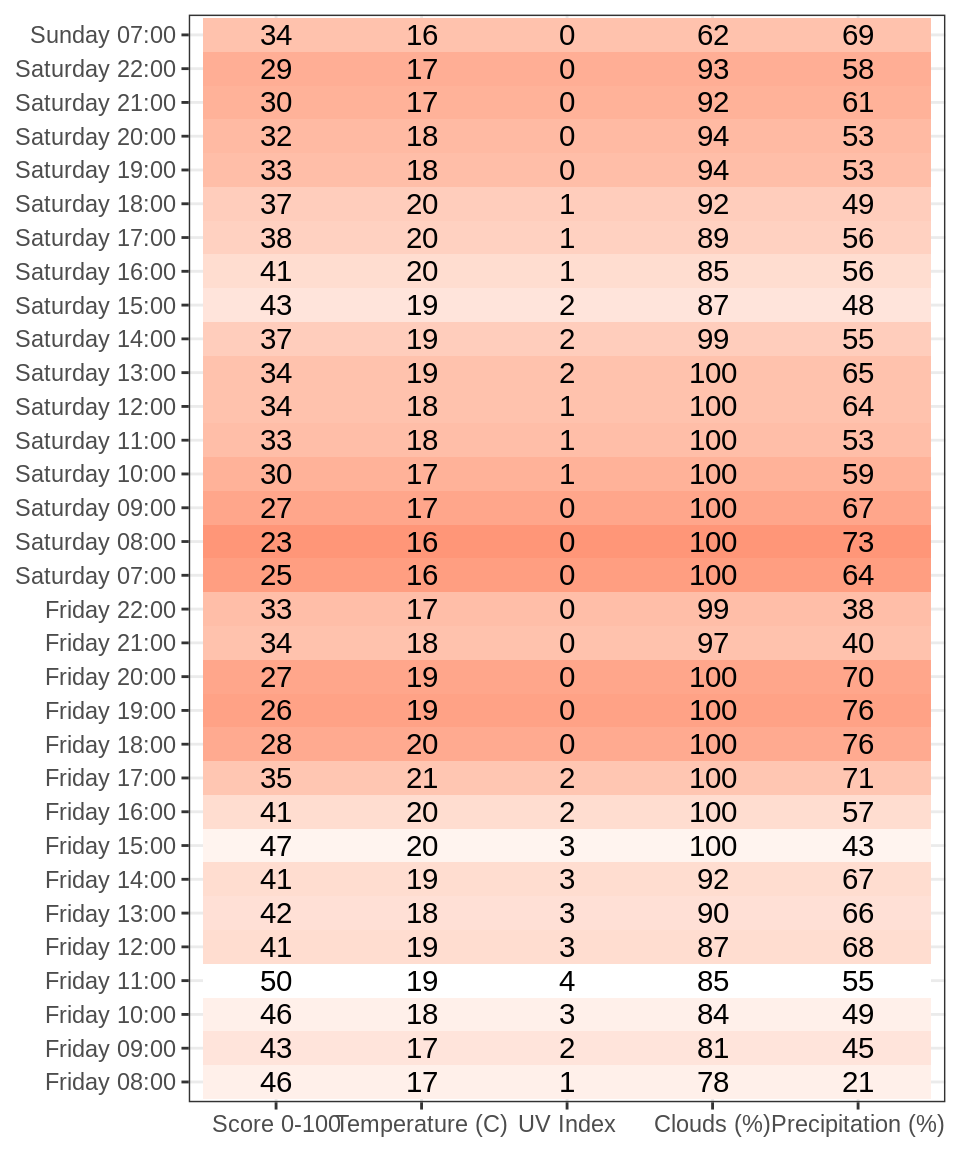 Sunday 07:00 34 16 0 62 69
Saturday 22:00 29 17 0 93 58
Saturday 21:00 30 17 0 92 61
Saturday 20:00 32 18 0 94 53
Saturday 19:00 33 18 0 94 53
Saturday 18:00 37 20 1 92 49
Saturday 17:00 38 20 1 89 56
Saturday 16:00 41 20 1 85 56
Saturday 15:00 43 19 2 87 48
Saturday 14:00 37 19 2 99 55
Saturday 13:00 34 19 2 100 65
Saturday 12:00 34 18 1 100 64
Saturday 11:00 33 18 1 100 53
Saturday 10:00 30 17 1 100 59
Saturday 09:00 27 17 0 100 67
Saturday 08:00 23 16 0 100 73
Saturday 07:00 25 16 0 100 64
Friday 22:00 33 17 0 99 38
Friday 21:00 34 18 0 97 40
Friday 20:00 27 19 0 100 70
Friday 19:00 26 19 0 100 76
Friday 18:00 28 20 0 100 76
Friday 17:00 35 21 2 100 71
Friday 16:00 41 20 2 100 57
Friday 15:00 47 20 3 100 43
Friday 14:00 41 19 3 92 67
Friday 13:00 42 18 3 90 66
Friday 12:00 41 19 3 87 68
Friday 11:00 50 19 4 85 55
Friday 10:00 46 18 3 84 49
Friday 09:00 43 17 2 81 45
Friday 08:00 46 17 1 78 21
Score 0-100 Temperature (C) UV Index Clouds (%) Precipitation (%)